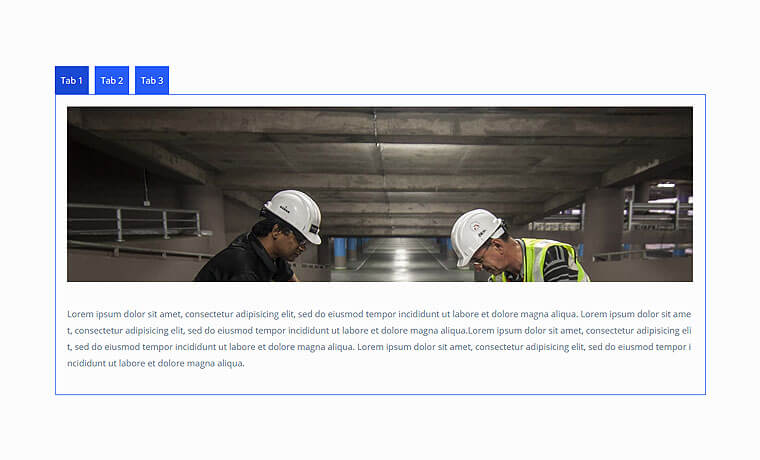 Tab 1 Tab 2 Tab 3
Lorem ipsum dolor sit amet, consectetur adipisicing elit, sed do eiusmod tempor incididunt ut labore et dolore magna aliqua. Lorem ipsum dolor sit ame
t, consectetur adipisicing elit, sed do eiusmod tempor incididunt ut labore et dolore magna aliqua.Lorem ipsum dolor sit amet, consectetur adipisicing eli
t, sed do eiusmod tempor incididunt ut labore et dolore magna aliqua. Lorem ipsum dolor sit amet, consectetur adipisicing elit, sed do eiusmod tempor i
ncididunt ut labore et dolore magna aliqua.